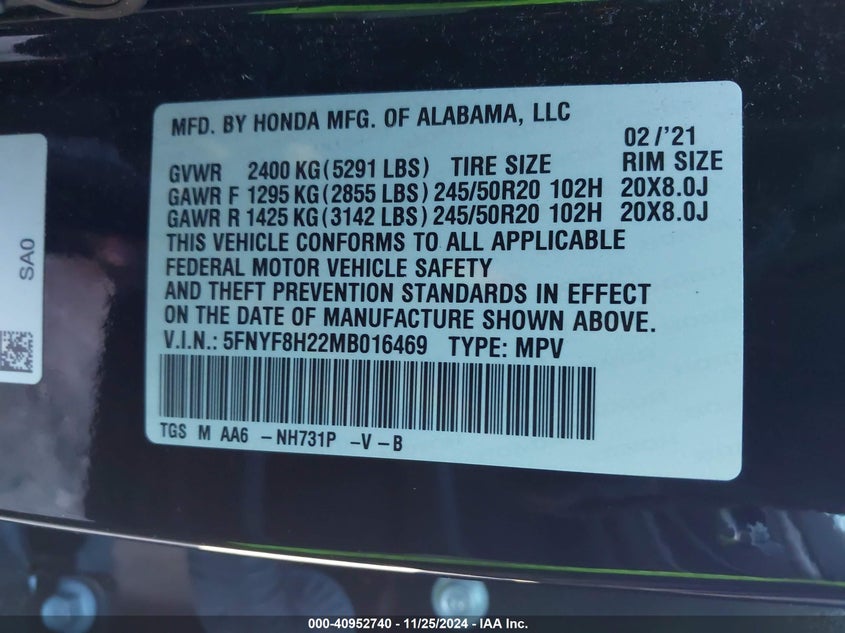 MFD. BY HONDA MFG. OF ALABAMA, LLC
02 /'21
GVWR 2400 KG(5291 LBS) TIRE SIZE RIM SIZE
GAWR F 1295 KG(2855 LBS) 245/50R20 102H 20X8.0J
GAWR R 1425 KG(3142 LBS) 245/50R20 102H 20X8.0J
THIS VEHICLE CONFORMS TO ALL APPLICABLE
FEDERAL MOTOR VEHICLE SAFETY
AND THEFT PREVENTION STANDARDS IN EFFECT
ON THE DATE OF MANUFACTURE SHOWN ABOVE.
V.I.N.: 5FNYF8H22MB016469 TYPE: MPV
TGS M AA6 - NH731P - V - B
SA0
000-40952740 - 11/25/2024 - IAA Inc.